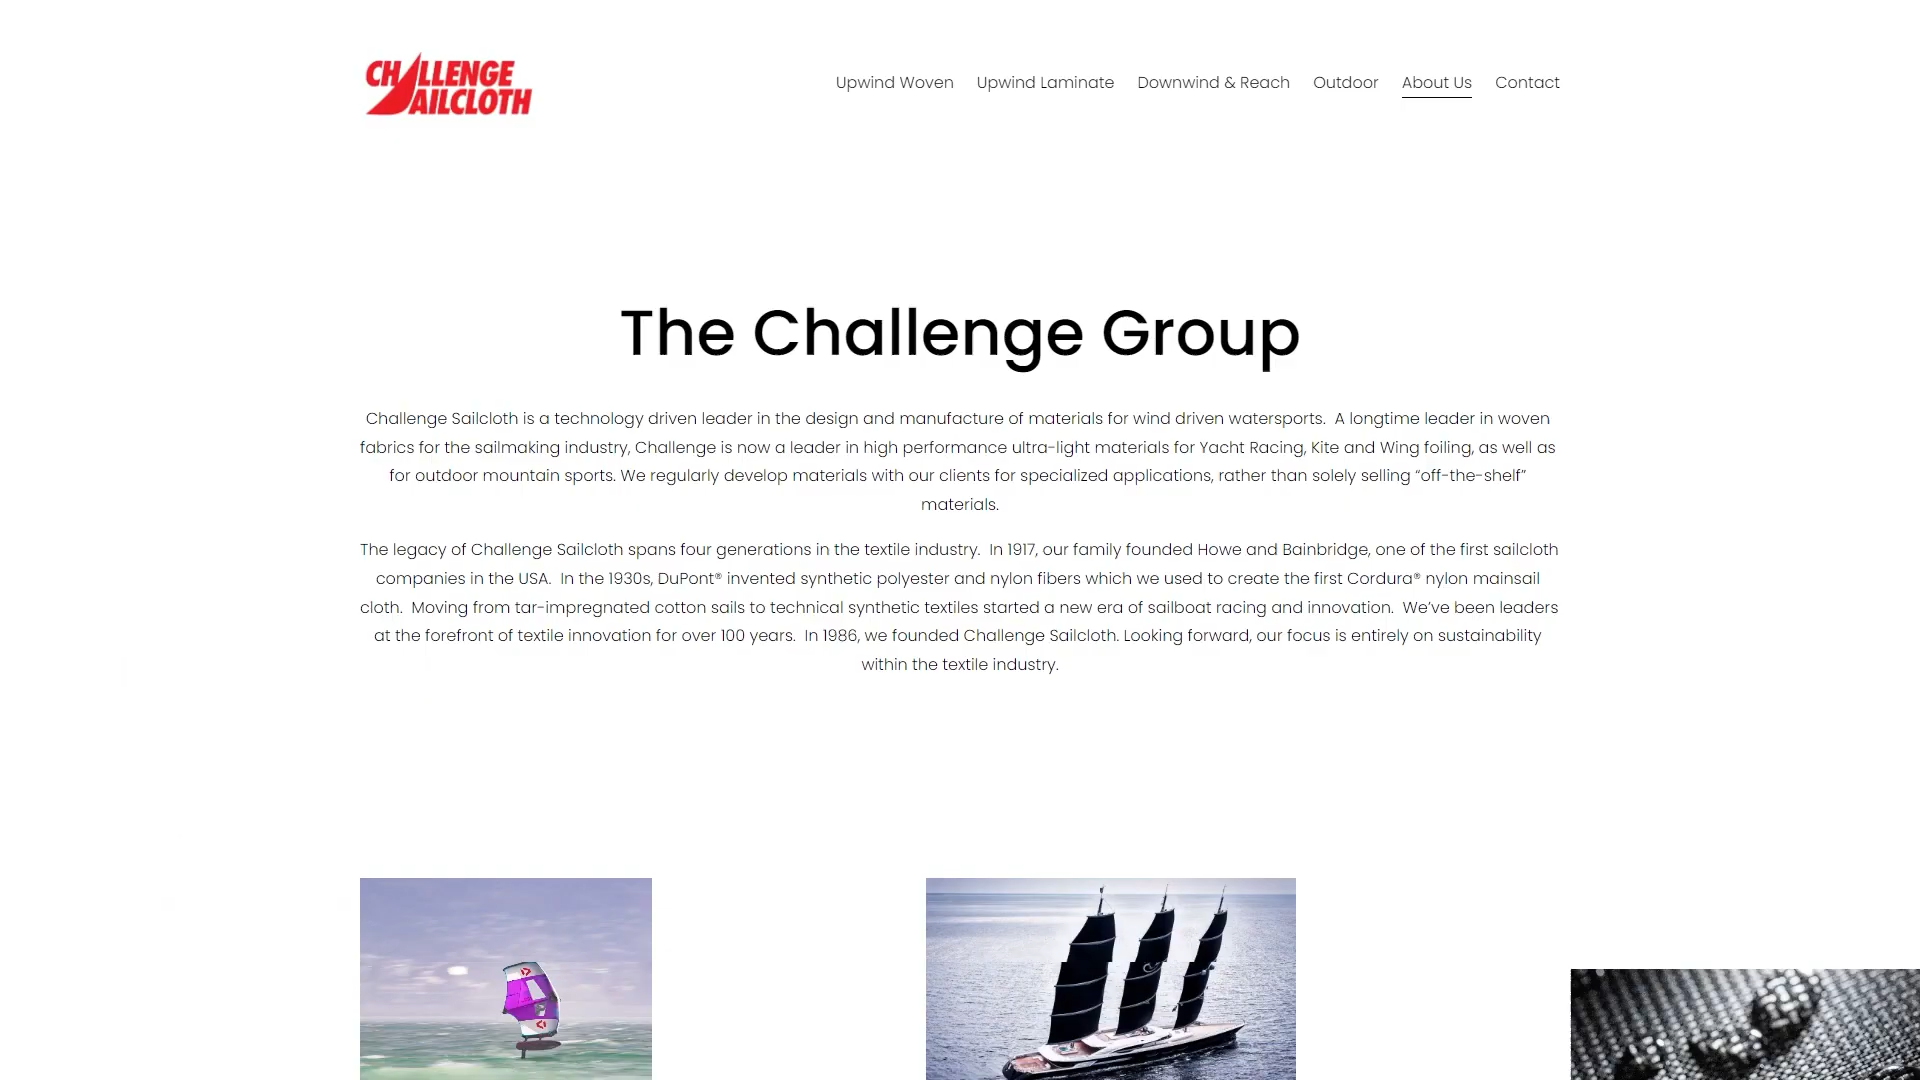 CHALLENGE
SAILCLOTH
Upwind Woven Upwind Laminate Downwind & Reach Outdoor About Us Contact
The Challenge Group
Challenge Sailcloth is a technology driven leader in the design and manufacture of materials for wind driven watersports. A longtime leader in woven
fabrics for the sailmaking industry, Challenge is now a leader in high performance ultra-light materials for Yacht Racing, Kite and Wing foiling, as well as
for outdoor mountain sports. We regularly develop materials with our clients for specialized applications, rather than solely selling “off-the-shelf”
materials.
The legacy of Challenge Sailcloth spans four generations in the textile industry. In 1917, our family founded Howe and Bainbridge, one of the first sailcloth
companies in the USA. In the 1930s, DuPont® invented synthetic polyester and nylon fibers which we used to create the first Cordura® nylon mainsail
cloth. Moving from tar-impregnated cotton sails to technical synthetic textiles started a new era of sailboat racing and innovation. We’ve been leaders
at the forefront of textile innovation for over 100 years. In 1986, we founded Challenge Sailcloth. Looking forward, our focus is entirely on sustainability
within the textile industry.